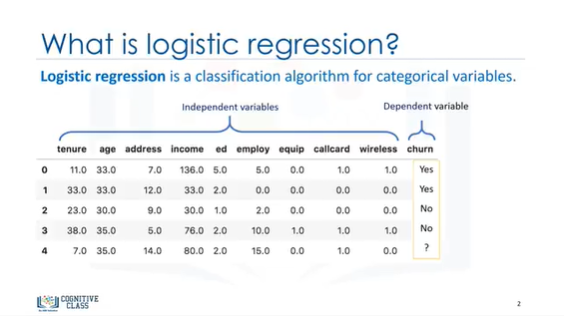 What is logistic regression?
Logistic regression is a classification algorithm for categorical variables.
Independent variables Dependent variable
tenure age address income ed employ equip callcard wireless churn
0 11.0 33.0 7.0 136.0 5.0 5.0 0.0 1.0 1.0 Yes
1 33.0 33.0 12.0 33.0 2.0 0.0 0.0 0.0 0.0 Yes
2 23.0 30.0 9.0 30.0 1.0 2.0 0.0 0.0 0.0 No
3 38.0 35.0 5.0 76.0 2.0 10.0 1.0 1.0 1.0 No
4 7.0 35.0 14.0 80.0 2.0 15.0 0.0 1.0 0.0 ?
COGNITIVE
CLASS
2